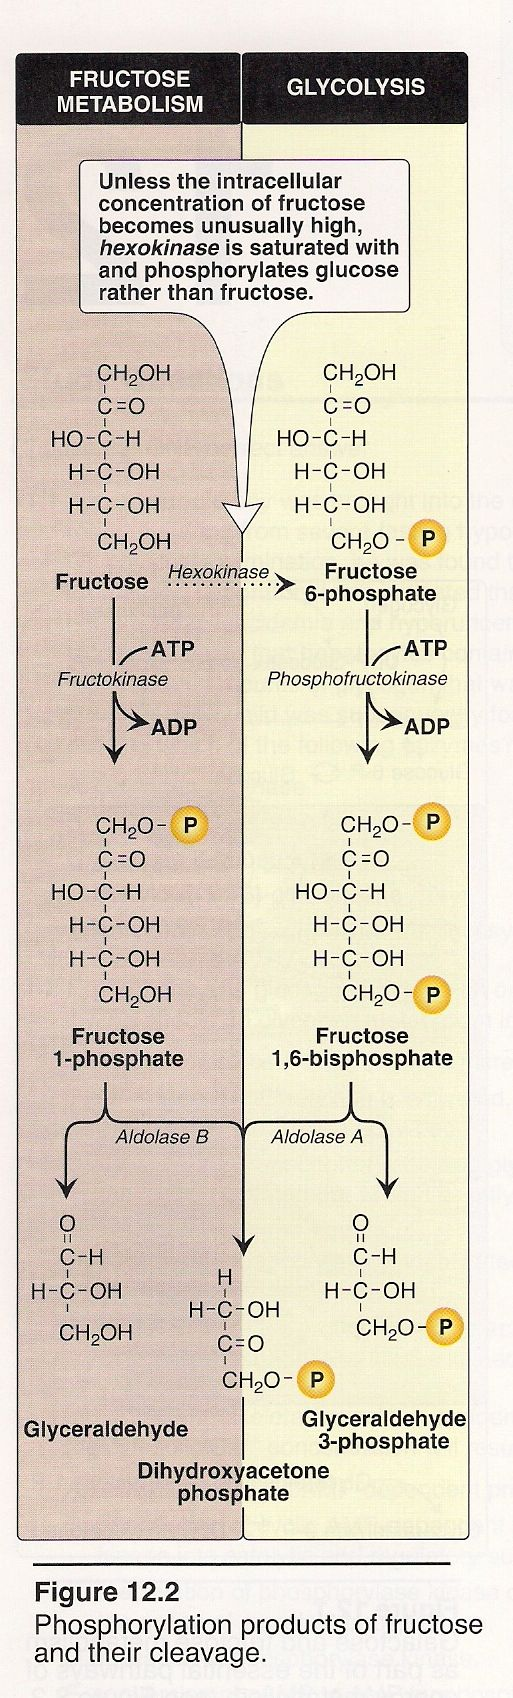 FRUCTOSE
METABOLISM
GLYCOLYSIS
Unless the intracellular
concentration of fructose
becomes unusually high,
hexokinase is saturated with
and phosphorylates glucose
rather than fructose.
CH2OH
C=O
HO-C-H
H-C-OH
H-C-OH
CH2OH
Fructose
Hexokinase
CH2OH
C=O
HO-C-H
H-C-OH
H-C-OH
CH2O-P
Fructose
6-phosphate
ATP
Fructokinase
ADP
ATP
Phosphofructokinase
ADP
CH2O-P
C=O
HO-C-H
H-C-OH
H-C-OH
CH2OH
Fructose
1-phosphate
CH2O-P
C=O
HO-C-H
H-C-OH
H-C-OH
CH2O-P
Fructose
1,6-bisphosphate
Aldolase B
Aldolase A
O
C-H
H-C-OH
CH2OH
Glyceraldehyde
H
H-C-OH
C=O
CH2O-P
Dihydroxyacetone
phosphate
O
C-H
H-C-OH
CH2O-P
Glyceraldehyde
3-phosphate
Figure 12.2
Phosphorylation products of fructose
and their cleavage.